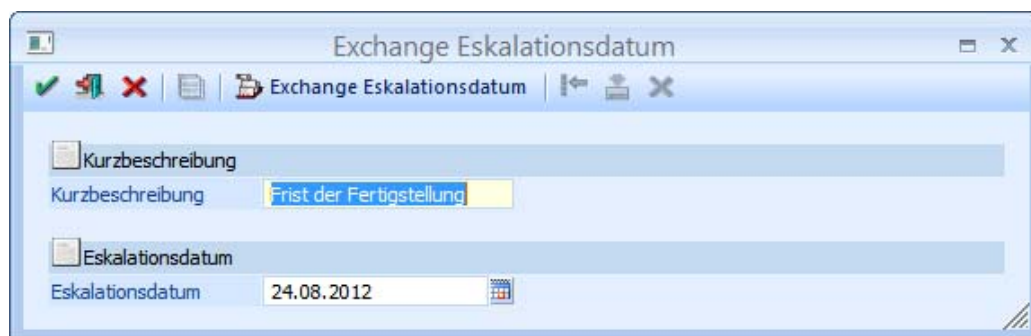 Exchange Eskalationsdatum
Exchange Eskalationsdatum
Kurzbeschreibung
Kurzbeschreibung Frist der Fertigstellung
Eskalationsdatum
Eskalationsdatum 24.08.2012